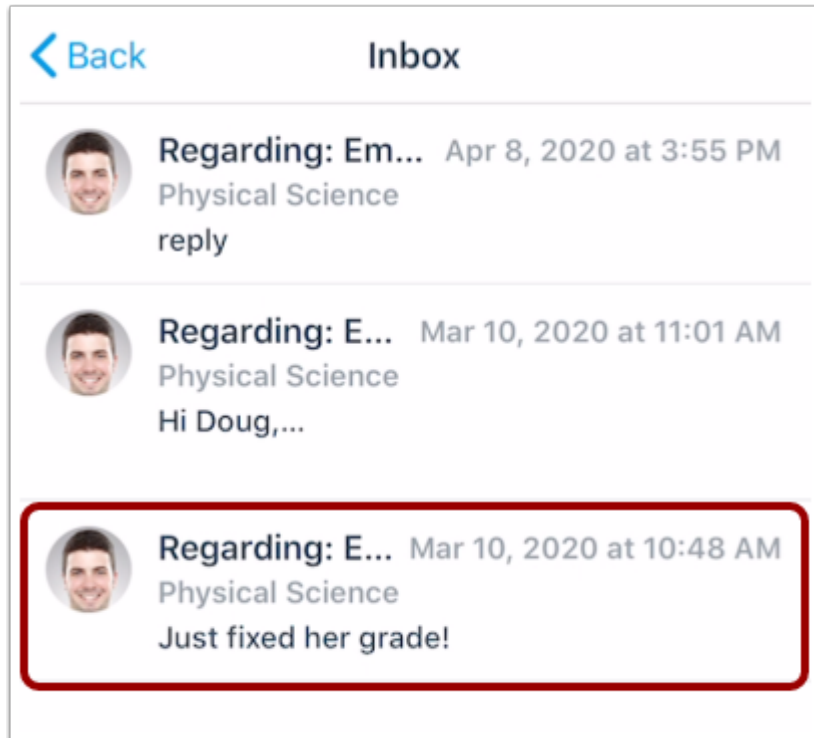 Back Inbox
Regarding: Em... Apr 8, 2020 at 3:55 PM
Physical Science
reply
Regarding: E... Mar 10, 2020 at 11:01 AM
Physical Science
Hi Doug,...
Regarding: E... Mar 10, 2020 at 10:48 AM
Physical Science
Just fixed her grade!